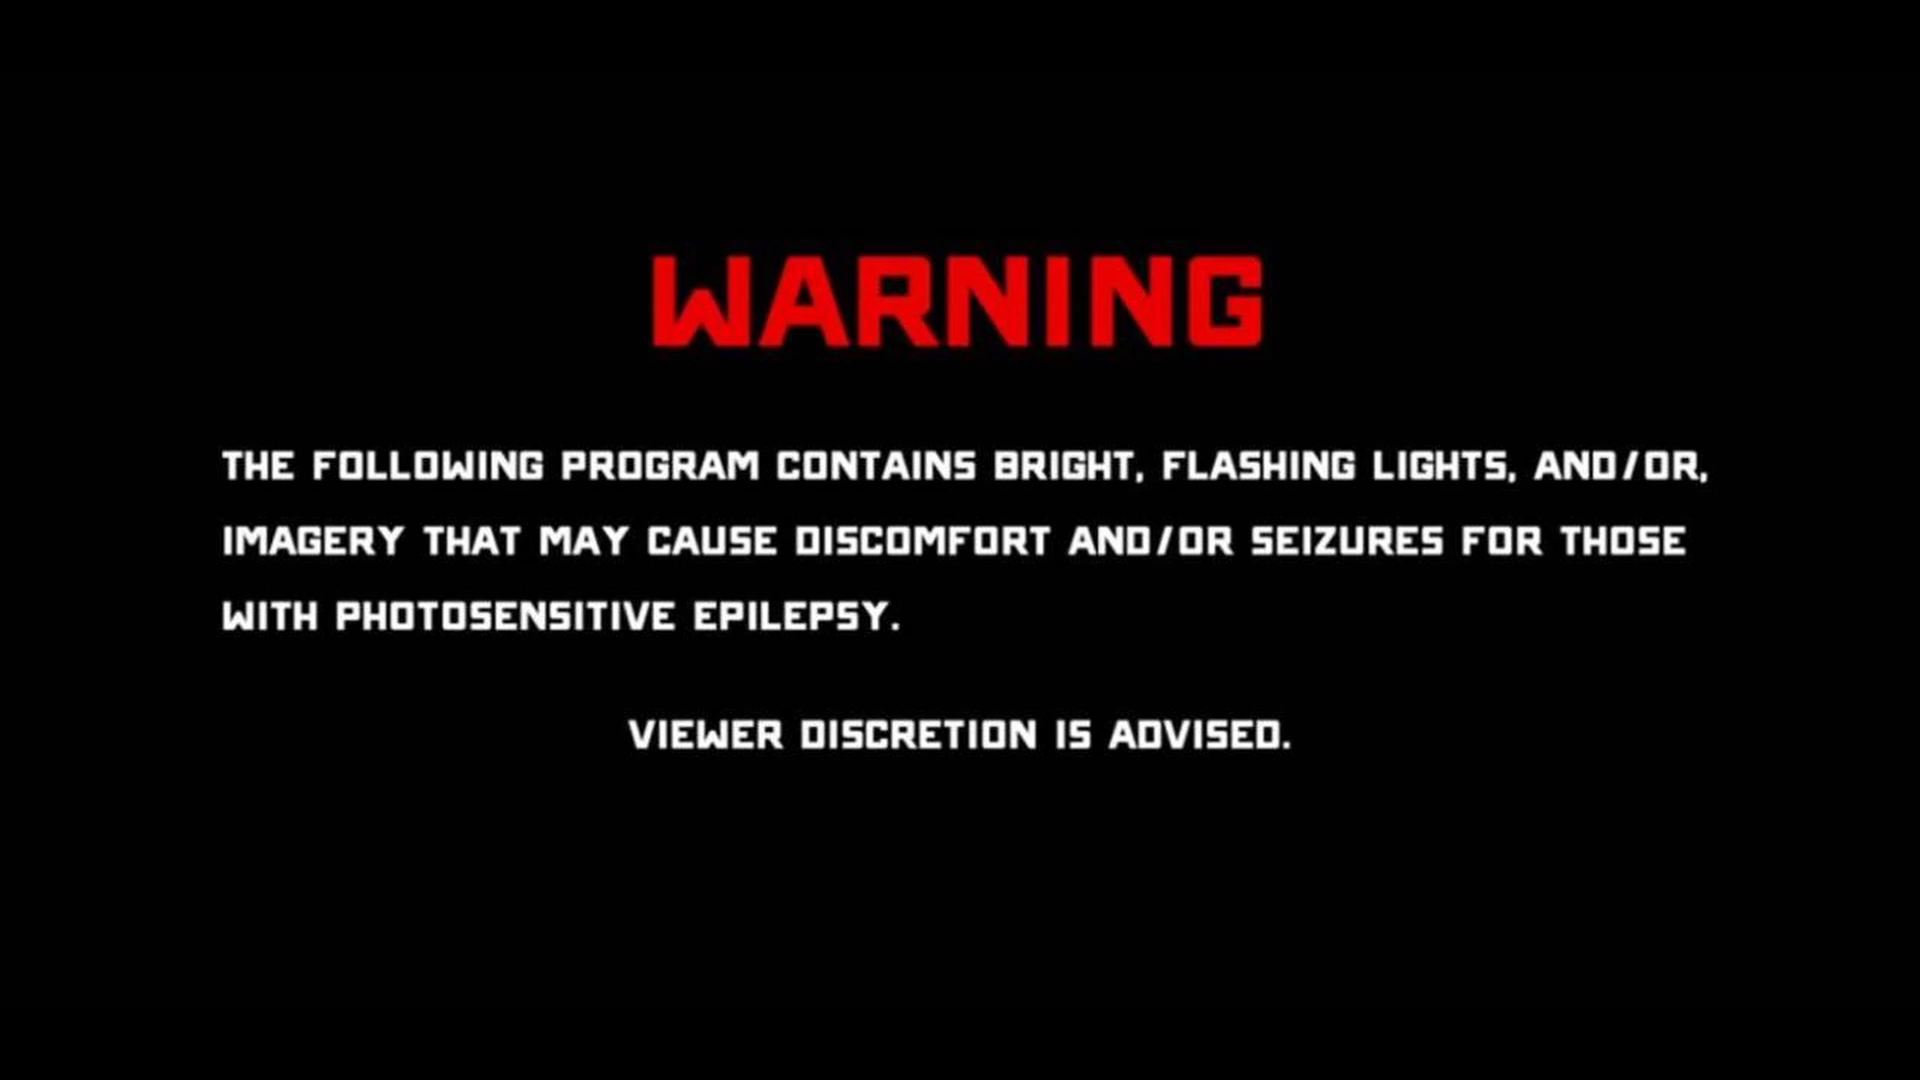 WARNING
THE FOLLOWING PROGRAM CONTAINS BRIGHT, FLASHING LIGHTS, AND/OR,
IMAGERY THAT MAY CAUSE DISCOMFORT AND/OR SEIZURES FOR THOSE
WITH PHOTOSENSITIVE EPILEPSY.
VIEWER DISCRETION IS ADVISED.